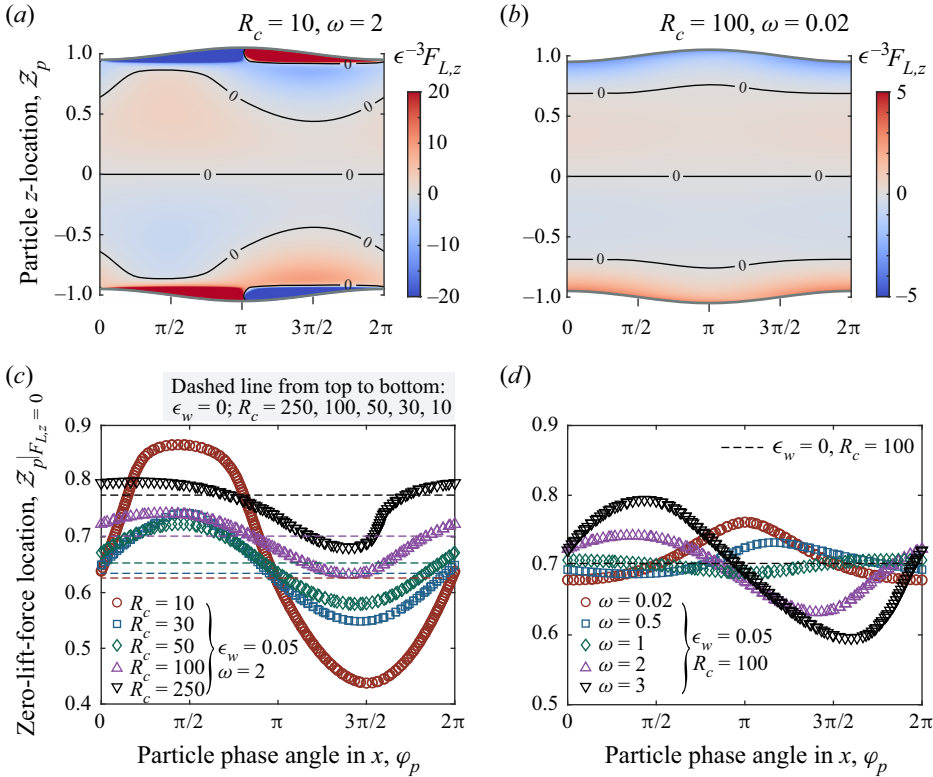 (a)
R_c = 10, ω = 2
Particle z-location, Z_p
1.0
0.5
0
−0.5
−1.0
0
0
0
0
0
0
0
π/2
π
3π/2
2π
ϵ^{-3}F_{L,z}
20
10
0
−10
−20
(b)
R_c = 100, ω = 0.02
1.0
0.5
0
−0.5
−1.0
0
0
0
0
0
0
0
π/2
π
3π/2
2π
ϵ^{-3}F_{L,z}
5
0
−5
(c)
Dashed line from top to bottom:
ϵ_w = 0; R_c = 250, 100, 50, 30, 10
Zero-lift-force location, Z_p|_{F_{L,z} = 0}
0.9
0.8
0.7
0.6
0.5
0.4
R_c = 10
R_c = 30
R_c = 50
R_c = 100
R_c = 250
ϵ_w = 0.05
ω = 2
0
π/2
π
3π/2
2π
Particle phase angle in x, φ_p
(d)
ϵ_w = 0, R_c = 100
0.9
0.8
0.7
0.6
0.5
ω = 0.02
ω = 0.5
ω = 1
ω = 2
ω = 3
ϵ_w = 0.05
R_c = 100
0
π/2
π
3π/2
2π
Particle phase angle in x, φ_p